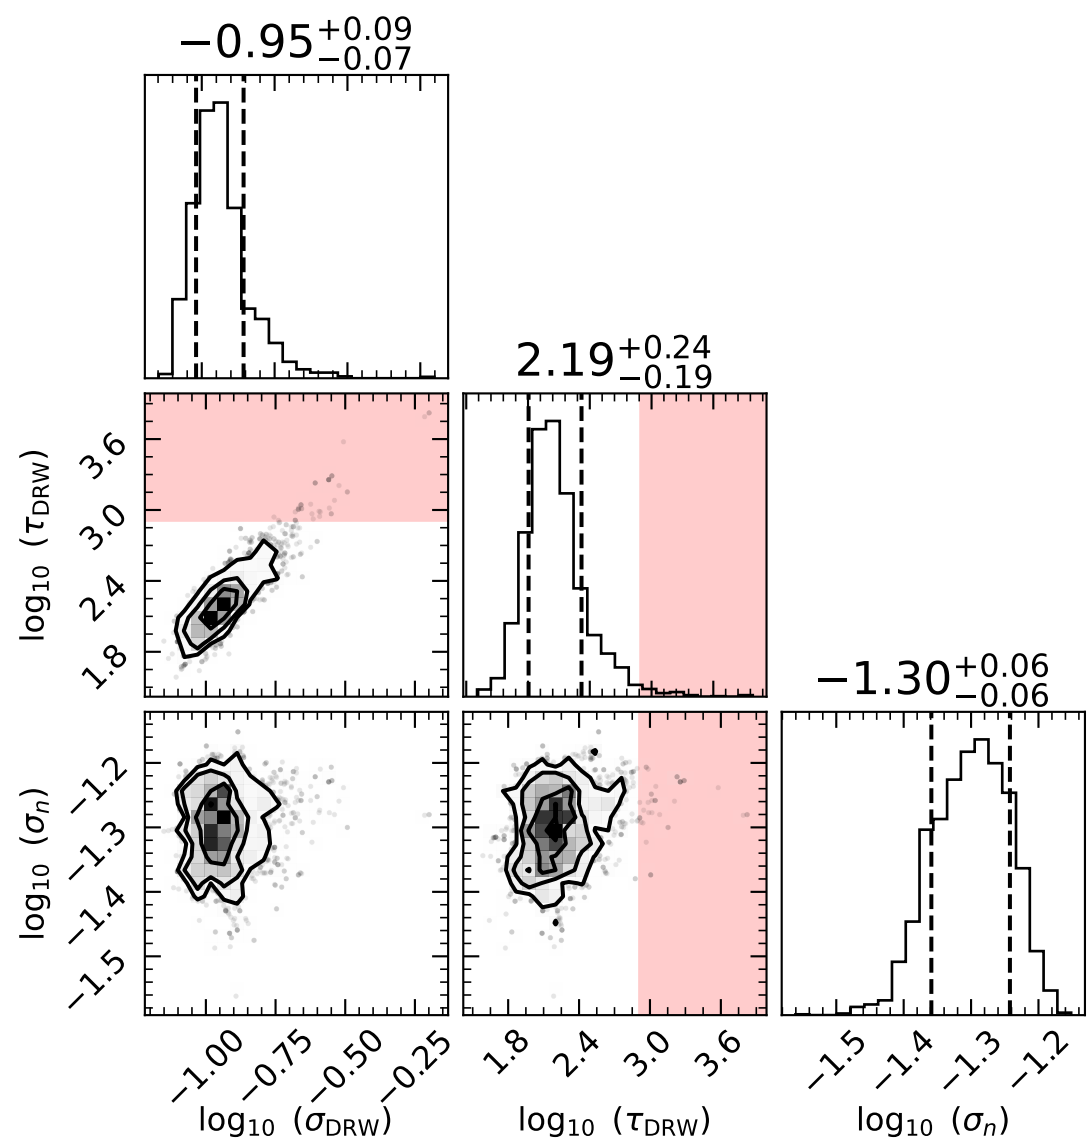 −0.95+0.09 −0.07
2.19+0.24 −0.19
log10 (τDRW)
3.6
3.0
2.4
1.8
−1.30+0.06 −0.06
log10 (σn)
−1.2
−1.3
−1.4
−1.5
−1.00 −0.75 −0.50 −0.25
1.8 2.4 3.0 3.6
−1.5 −1.4 −1.3 −1.2
log10 (σDRW) log10 (τDRW) log10 (σn)